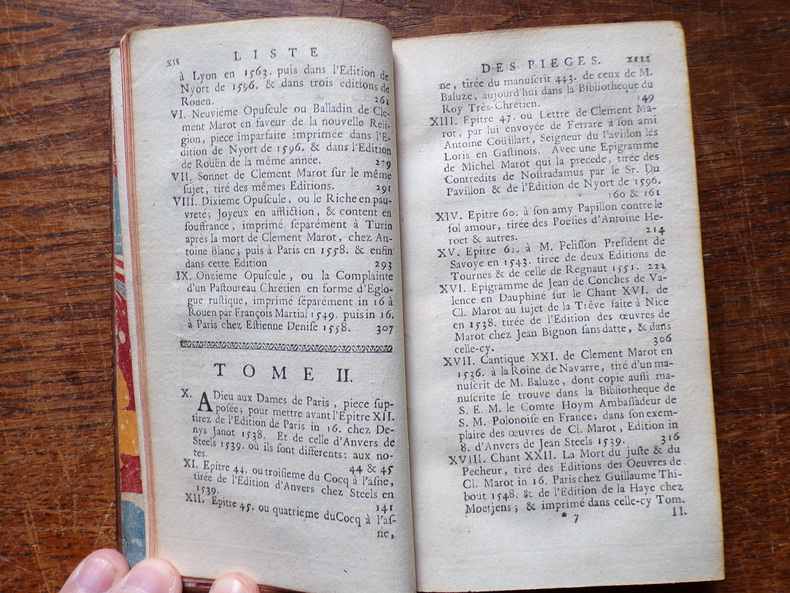 XII LISTE
à Lyon en 1563. puis dans l'Edition de
Nyort de 1596. & dans trois éditions de
Rouen. 261
VI. Neuviéme Opuſcule ou Balladin de Cle-
ment Marot en faveur de la nouvelle Reli-
gion, piece imparfaite imprimée dans l'E-
dition de Nyort de 1596. & dans l'Edition
de Roüen de la même année. 279
VII. Sonnet de Clement Marot ſur le même
ſujet, tiré des mêmes Editions. 291
VIII. Dixieme Opuſcule, ou le Riche en pau-
vreté; Joyeux en affliction, & content en
ſouffrance, imprimé ſéparément à Turin
après la mort de Clement Marot, chez An-
toine Blanc; puis à Paris en 1558. & enfin
dans cette Edition 293
IX. Onzieme Opuſcule, ou la Complainte
d'un Paſtoureau Chrétien en forme d'Eglo-
gue ruſtique, imprimée ſéparément in 16 à
Rouen par François Martial 1549. puis in 16.
à Paris chez Eſtienne Deniſe 1558. 307
TOME II.
X. ADieu aux Dames de Paris, piece ſup-
poſée; pour mettre avant l'Epitre XII.
tirez de l'Edition de Paris in 16. chez De-
nys Janot 1538. Et de celle d'Anvers de
Steels 1539. où ils ſont differents: aux no-
tes. 44 & 45
XI. Epitre 44. ou troiſieme du Cocq à l'aſne,
tirée de l'Edition d'Anvers chez Steels en
1539. 141
XII. Epitre 45. ou quatrieme du Cocq à l'aſ-
ne,
DES PIECES. XIII
ne, tirée du manuſcrit 443. de ceux de M.
Baluze, aujourd'hui dans la Bibliotheque du
Roy Très-Chrétien. 149
XIII. Epitre 47. ou Lettre de Clement Ma-
rot, par lui envoyée de Ferrare à ſon ami
Antoine Couillart, Seigneur du Pavillon lès
Loris en Gaſtinois. Avec une Epigramme
de Michel Marot qui la precede, tirée des
Contredits de Noſtradamus par le Sr. Du
Pavillon & de l'Edition de Nyort de 1596.
160 & 161
XIV. Epitre 60. à ſon amy Papillon contre le
fol amour, tirée des Poëſies d'Antoine He-
roet & autres. 214
XV. Epitre 62. à M. Peliſſon Preſident de
Savoye en 1543. tirée de deux Editions de
Tournes & de celle de Regnaut 1551. 223
XVI. Epigramme de Jean de Conches de Va-
lence en Dauphiné ſur le Chant XVI. de
Cl. Marot au ſujet de la Trêve faite à Nice
en 1538. tirée de l'Edition des œuvres de
Marot chez Jean Bignon ſans datte, & dans
celle-cy. 306
XVII. Cantique XXI. de Clement Marot en
1536. à la Roine de Navarre, tiré d'un ma-
nuſcrit de M. Baluze, dont copie auſſi ma-
nuſcrite ſe trouve dans la Bibliotheque de
S. E. M. le Comte Hoym Ambaſſadeur de
S. M. Polonoiſe en France; dans ſon exem-
plaire des œuvres de Cl. Marot, Edition in
8. d'Anvers de Jean Steels 1539. 316
XVIII. Chant XXII. La Mort du juſte & du
Pecheur, tiré des Editions des Oeuvres de
Cl. Marot in 16. Paris chez Guillaume Thi-
bout 1548. & de l'Edition de la Haye chez
Moetjens; & imprimé dans celle-cy Tom.
* 7 II.